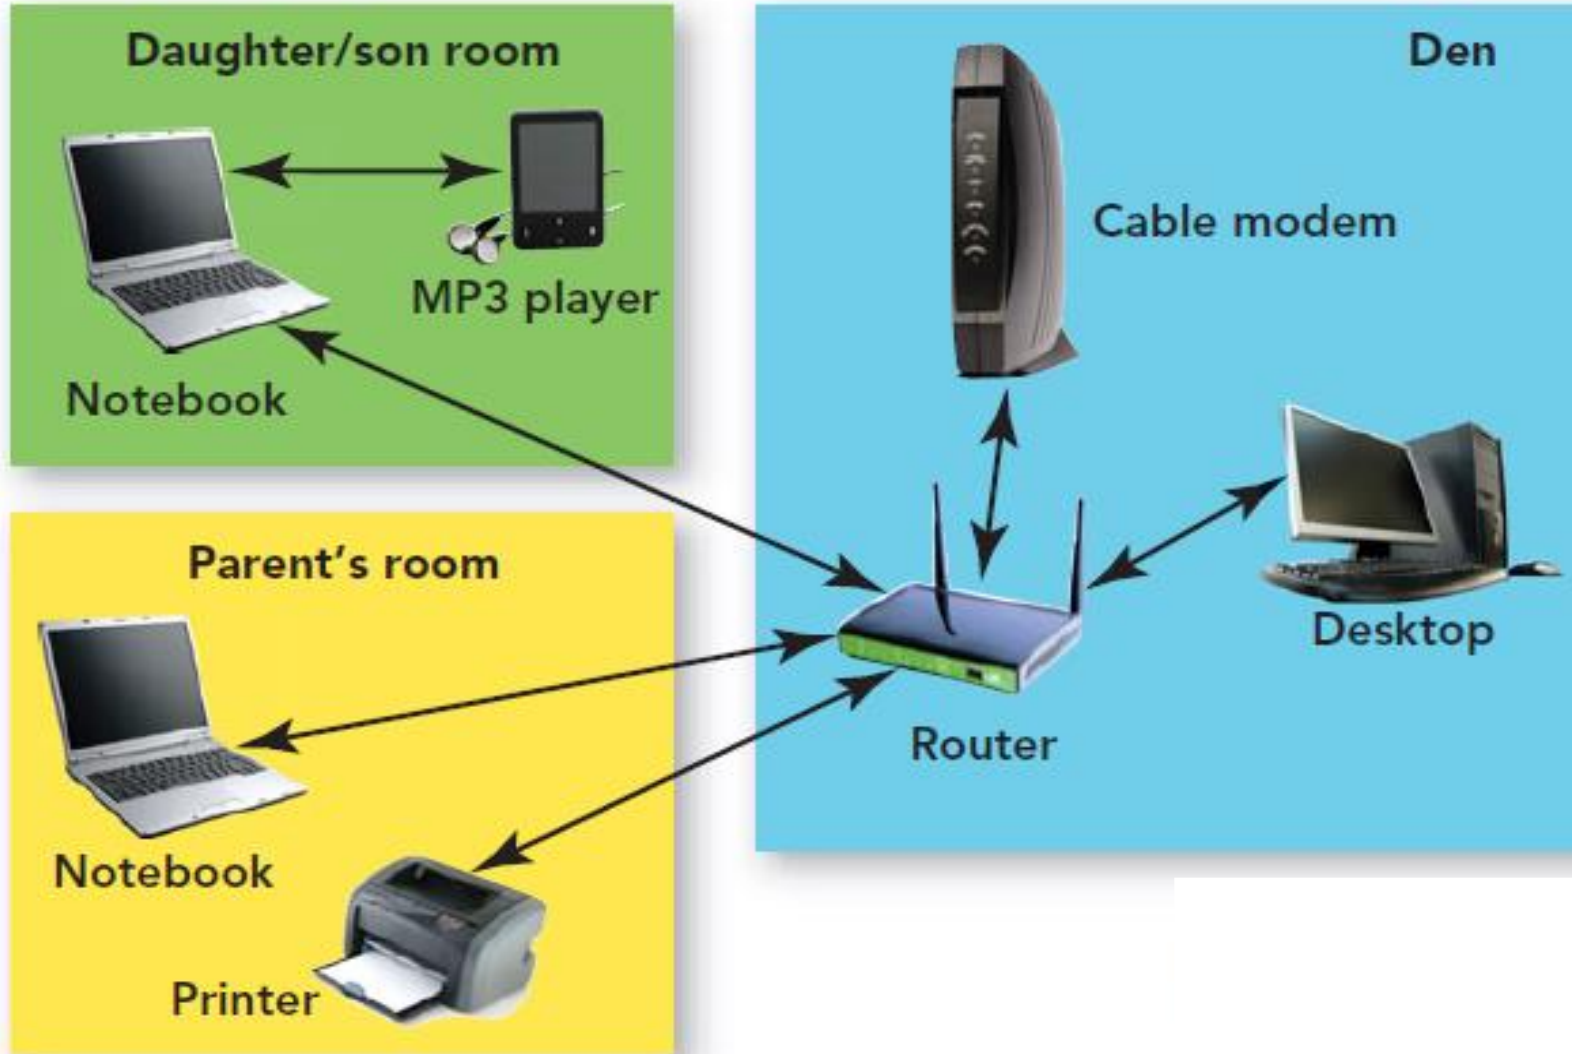 Daughter/son room
MP3 player
Notebook
Parent's room
Notebook
Printer
Den
Cable modem
Desktop
Router